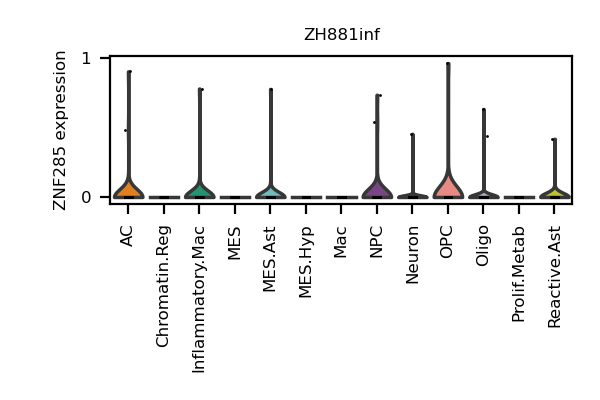 ZH881inf
ZNF285 expression
1
0
AC
Chromatin.Reg
Inflammatory.Mac
MES
MES.Ast
MES.Hyp
Mac
NPC
Neuron
OPC
Oligo
Prolif.Metab
Reactive.Ast